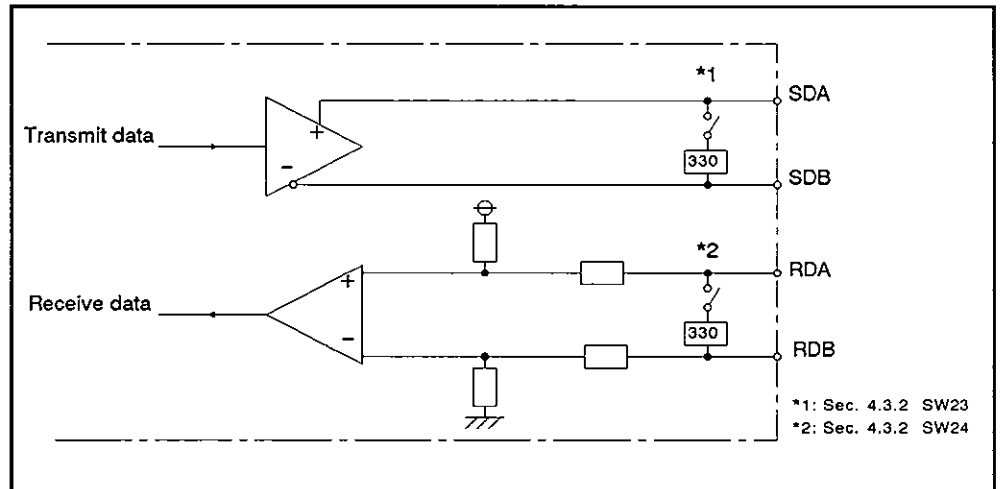 *1
SDA
Transmit data
+
-
330
SDB
*2
RDA
+
Receive data
330
-
RDB
*1: Sec. 4.3.2 SW23
*2: Sec. 4.3.2 SW24